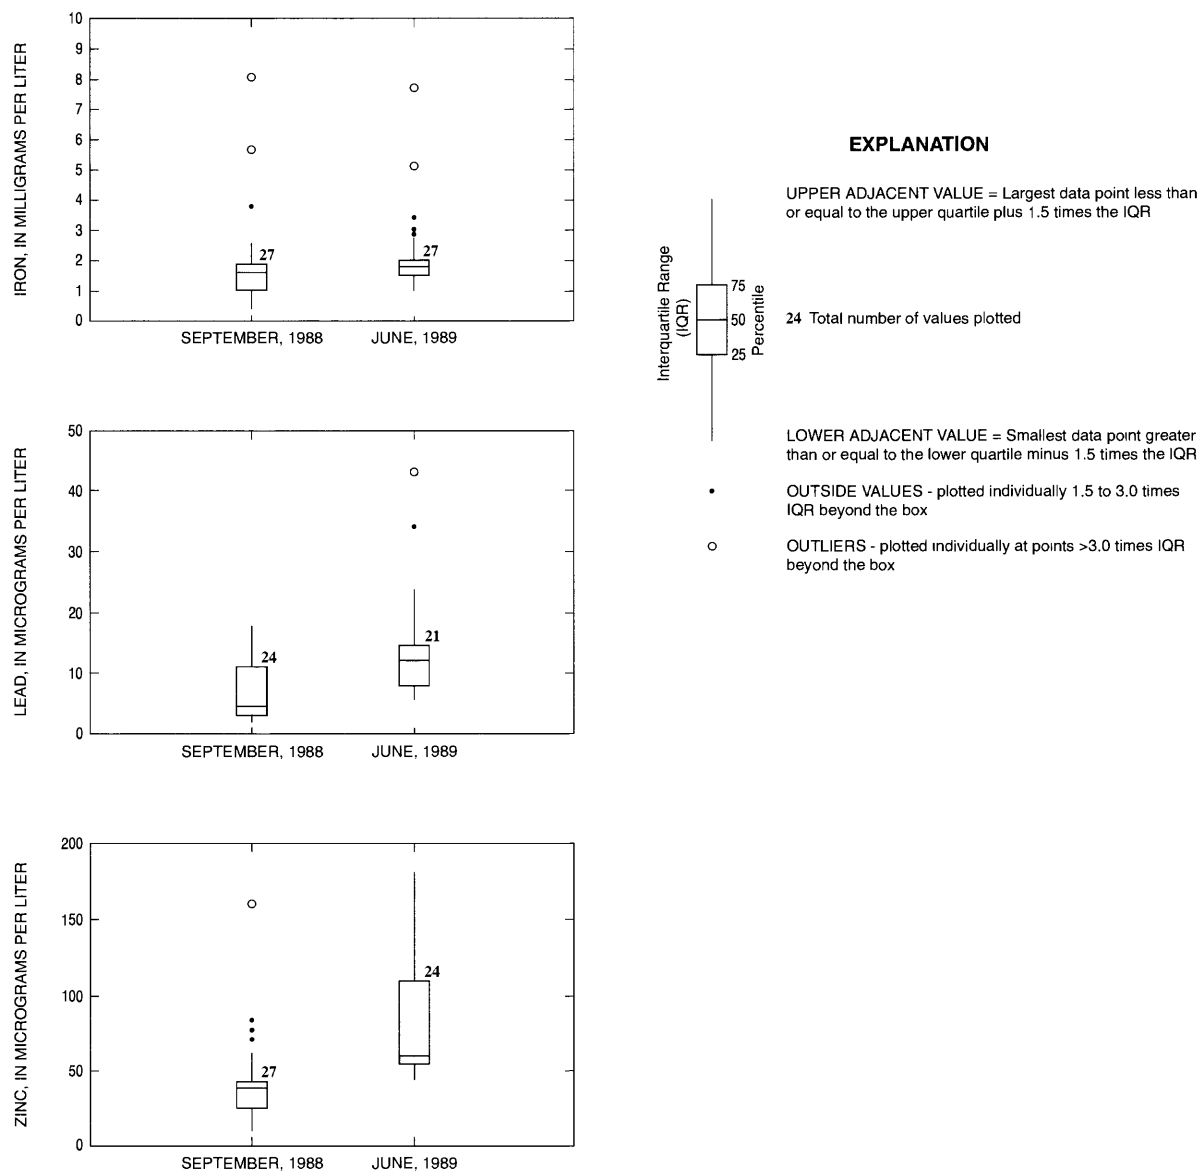 IRON, IN MILLIGRAMS PER LITER
10
9
8
7
6
5
4
3
2
1
0
27
27
SEPTEMBER, 1988
JUNE, 1989
LEAD, IN MICROGRAMS PER LITER
50
40
30
20
10
0
24
21
SEPTEMBER, 1988
JUNE, 1989
ZINC, IN MICROGRAMS PER LITER
200
150
100
50
0
27
24
SEPTEMBER, 1988
JUNE, 1989
EXPLANATION
UPPER ADJACENT VALUE = Largest data point less than
or equal to the upper quartile plus 1.5 times the IQR
Interquartile Range
(IQR)
75
50
25
Percentile
24 Total number of values plotted
LOWER ADJACENT VALUE = Smallest data point greater
than or equal to the lower quartile minus 1.5 times the IQR
OUTSIDE VALUES - plotted individually 1.5 to 3.0 times
IQR beyond the box
OUTLIERS - plotted individually at points >3.0 times IQR
beyond the box